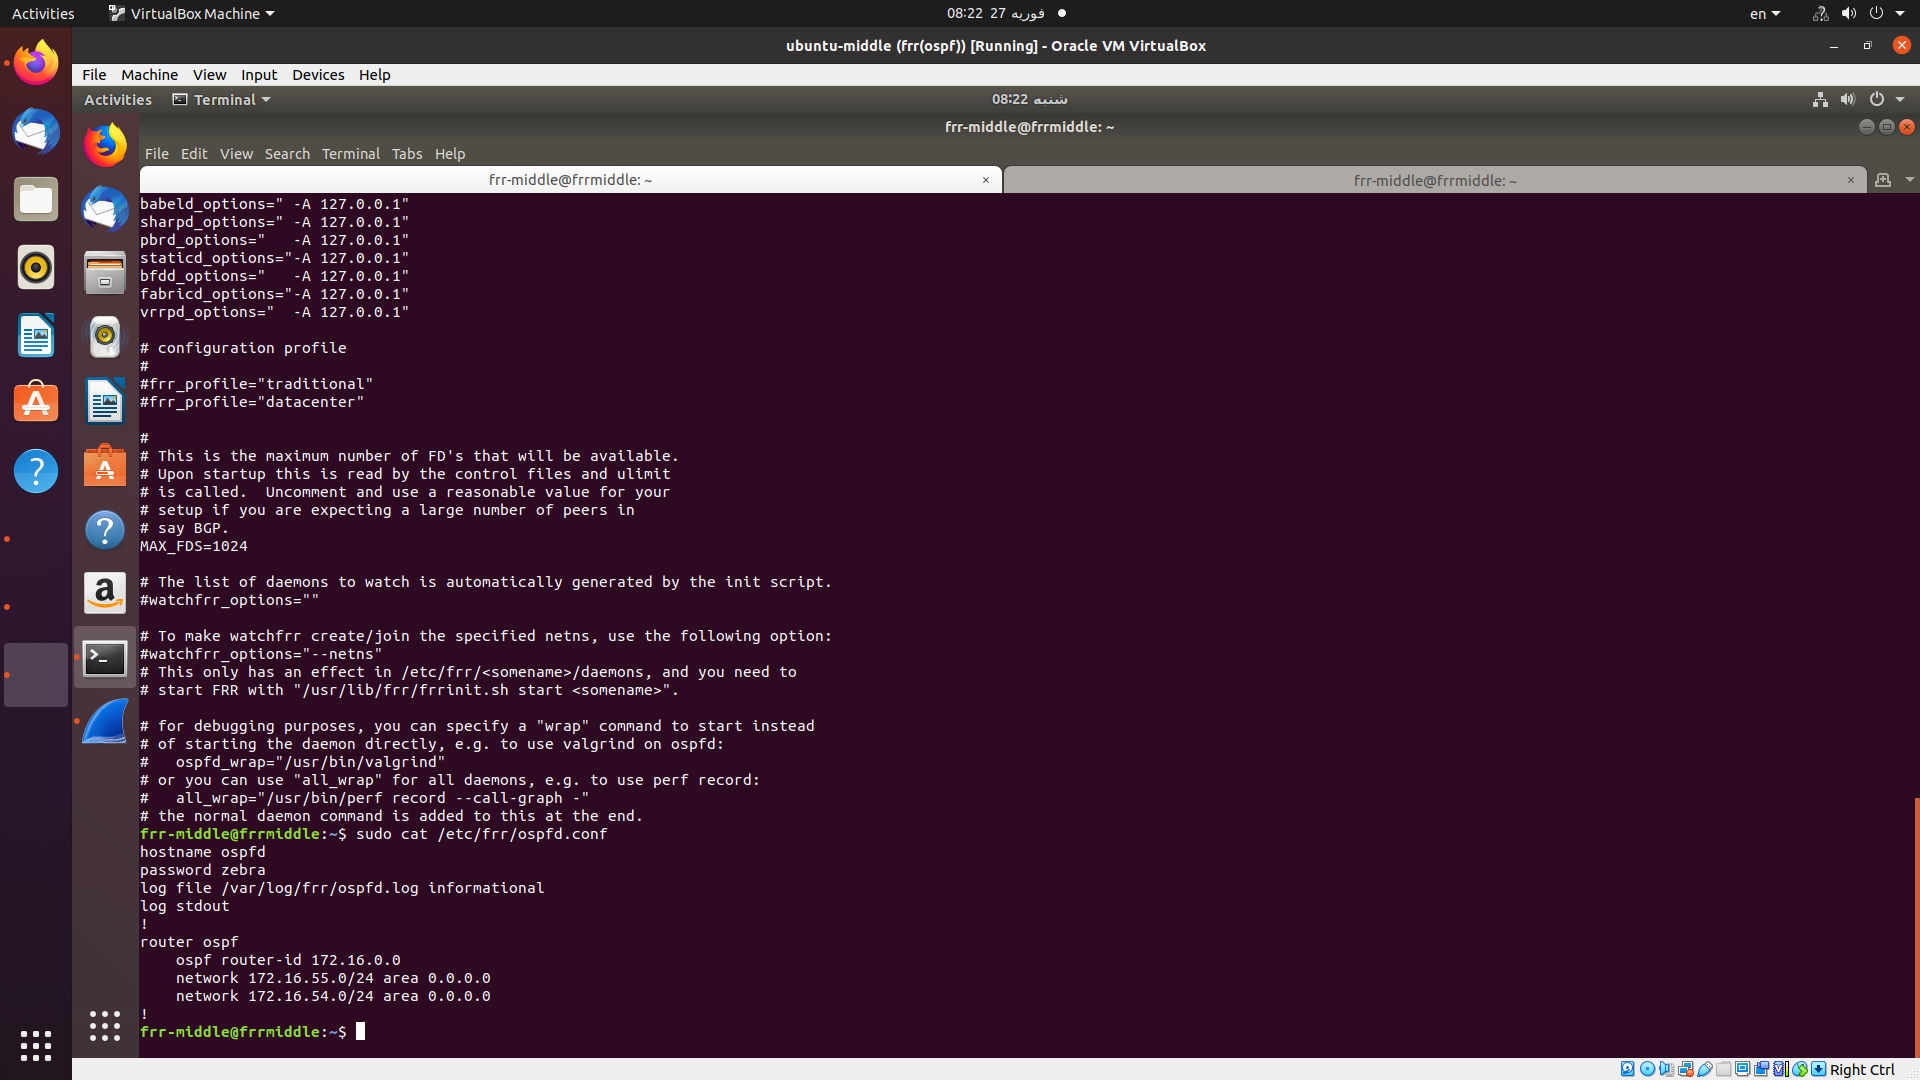 Activities VirtualBox Machine 08:22 27 فوریه en
ubuntu-middle (frr(ospf)) [Running] - Oracle VM VirtualBox
File Machine View Input Devices Help
Activities Terminal 08:22 شنبه
frr-middle@frrmiddle: ~
File Edit View Search Terminal Tabs Help
frr-middle@frrmiddle: ~ × frr-middle@frrmiddle: ~ ×
babeld_options=" -A 127.0.0.1"
sharpd_options=" -A 127.0.0.1"
pbrd_options="   -A 127.0.0.1"
staticd_options="-A 127.0.0.1"
bfdd_options="   -A 127.0.0.1"
fabricd_options="-A 127.0.0.1"
vrrpd_options="  -A 127.0.0.1"
# configuration profile
#
#frr_profile="traditional"
#frr_profile="datacenter"
#
# This is the maximum number of FD's that will be available.
# Upon startup this is read by the control files and ulimit
# is called.  Uncomment and use a reasonable value for your
# setup if you are expecting a large number of peers in
# say BGP.
MAX_FDS=1024
# The list of daemons to watch is automatically generated by the init script.
#watchfrr_options=""
# To make watchfrr create/join the specified netns, use the following option:
#watchfrr_options="--netns"
# This only has an effect in /etc/frr/<somename>/daemons, and you need to
# start FRR with "/usr/lib/frr/frrinit.sh start <somename>".
# for debugging purposes, you can specify a "wrap" command to start instead
# of starting the daemon directly, e.g. to use valgrind on ospfd:
#   ospfd_wrap="/usr/bin/valgrind"
# or you can use "all_wrap" for all daemons, e.g. to use perf record:
#   all_wrap="/usr/bin/perf record --call-graph -"
# the normal daemon command is added to this at the end.
frr-middle@frrmiddle:~$ sudo cat /etc/frr/ospfd.conf
hostname ospfd
password zebra
log file /var/log/frr/ospfd.log informational
log stdout
!
router ospf
    ospf router-id 172.16.0.0
    network 172.16.55.0/24 area 0.0.0.0
    network 172.16.54.0/24 area 0.0.0.0
!
frr-middle@frrmiddle:~$
Right Ctrl